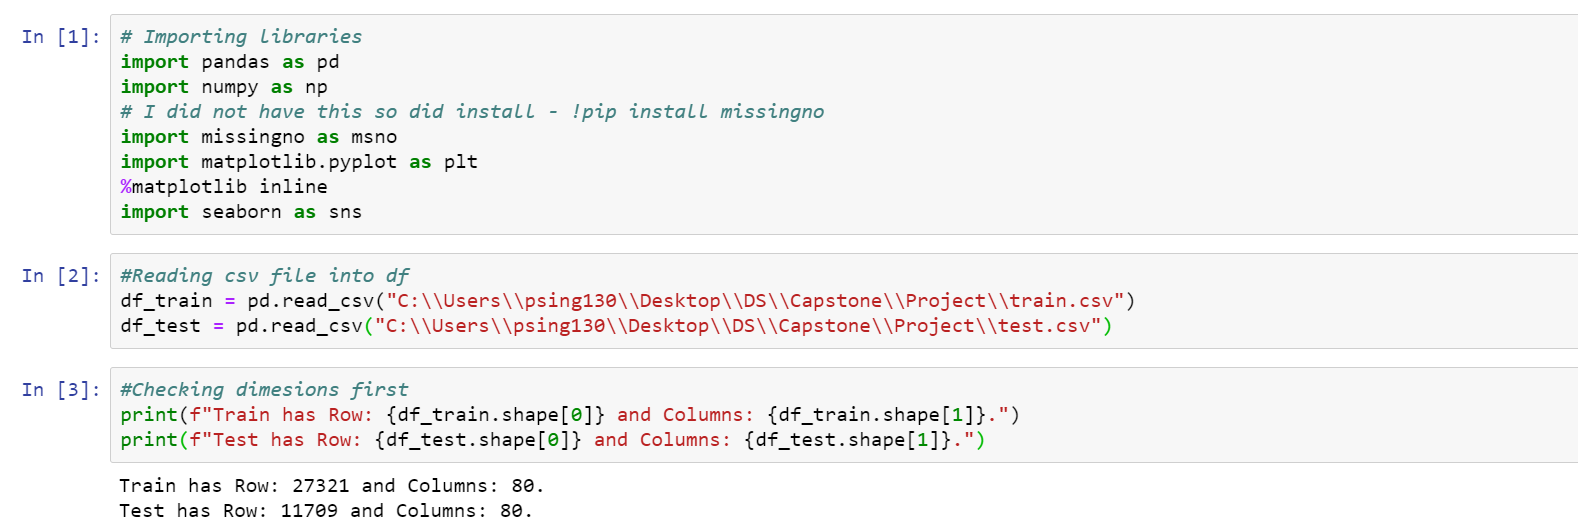 In [1]: # Importing libraries
import pandas as pd
import numpy as np
# I did not have this so did install - !pip install missingno
import missingno as msno
import matplotlib.pyplot as plt
%matplotlib inline
import seaborn as sns
In [2]: #Reading csv file into df
df_train = pd.read_csv("C:\\Users\\psing130\\Desktop\\DS\\Capstone\\Project\\train.csv")
df_test = pd.read_csv("C:\\Users\\psing130\\Desktop\\DS\\Capstone\\Project\\test.csv")
In [3]: #Checking dimesions first
print(f"Train has Row: {df_train.shape[0]} and Columns: {df_train.shape[1]}.")
print(f"Test has Row: {df_test.shape[0]} and Columns: {df_test.shape[1]}.")
Train has Row: 27321 and Columns: 80.
Test has Row: 11709 and Columns: 80.